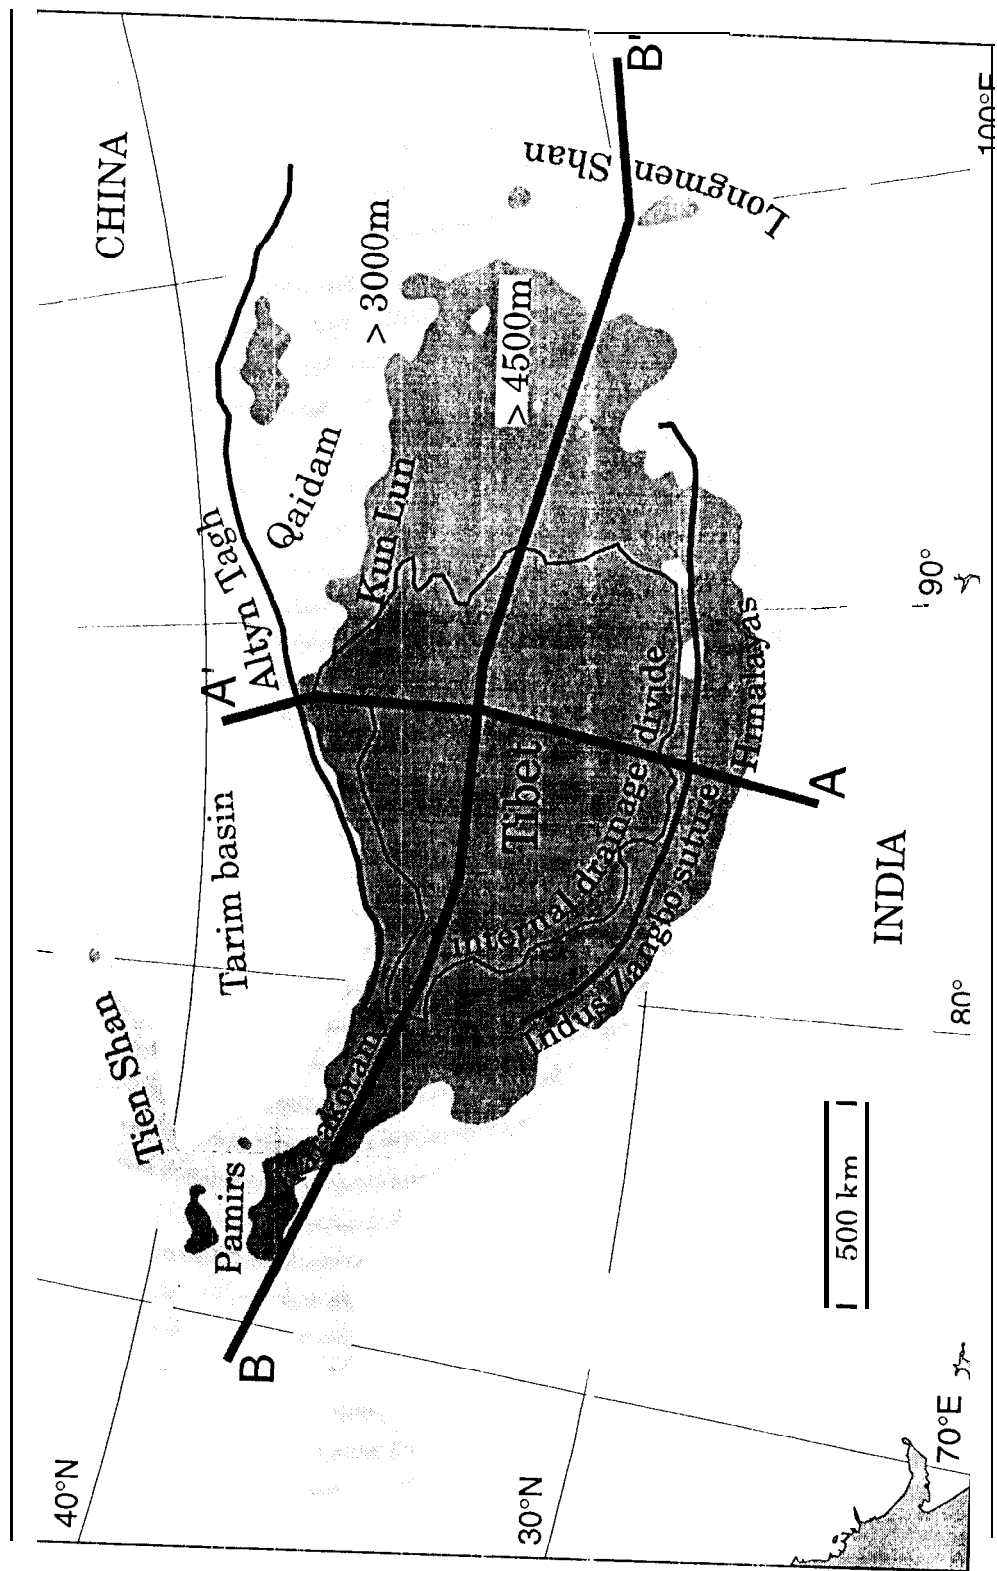 40°N
30°N
70°E
80°
90°
100°E
CHINA
INDIA
Tien Shan
Pamirs
Tarim basin
Altyn Tagh
Qaidam
Kun Lun
Karakoram
Tibet
internal drainage divide
Indus Zangbo suture
Himalayas
Longmen Shan
> 3000m
> 4500m
A
A'
B
B'
500 km